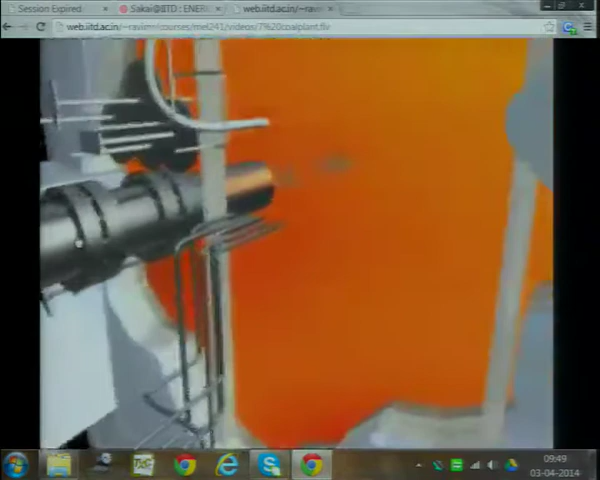 Session Expired.
Sakai@IITD : ENER
web.iitd.ac.in/~ravim
web.iitd.ac.in/~ravimr/courses/mel241/videos/7%20coalplant.flv
09:49
03-04-2014